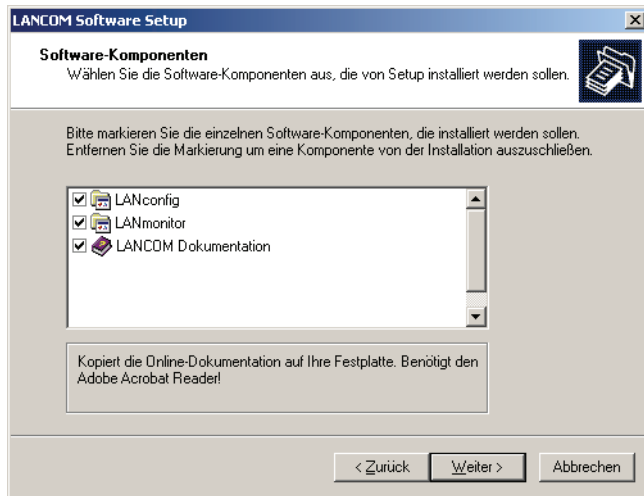 LANCOM Software Setup
Software-Komponenten
Wählen Sie die Software-Komponenten aus, die von Setup installiert werden sollen.
Bitte markieren Sie die einzelnen Software-Komponenten, die installiert werden sollen.
Entfernen Sie die Markierung um eine Komponente von der Installation auszuschließen.
LANconfig
LANmonitor
LANCOM Dokumentation
Kopiert die Online-Dokumentation auf Ihre Festplatte. Benötigt den
Adobe Acrobat Reader!
< Zurück Weiter > Abbrechen